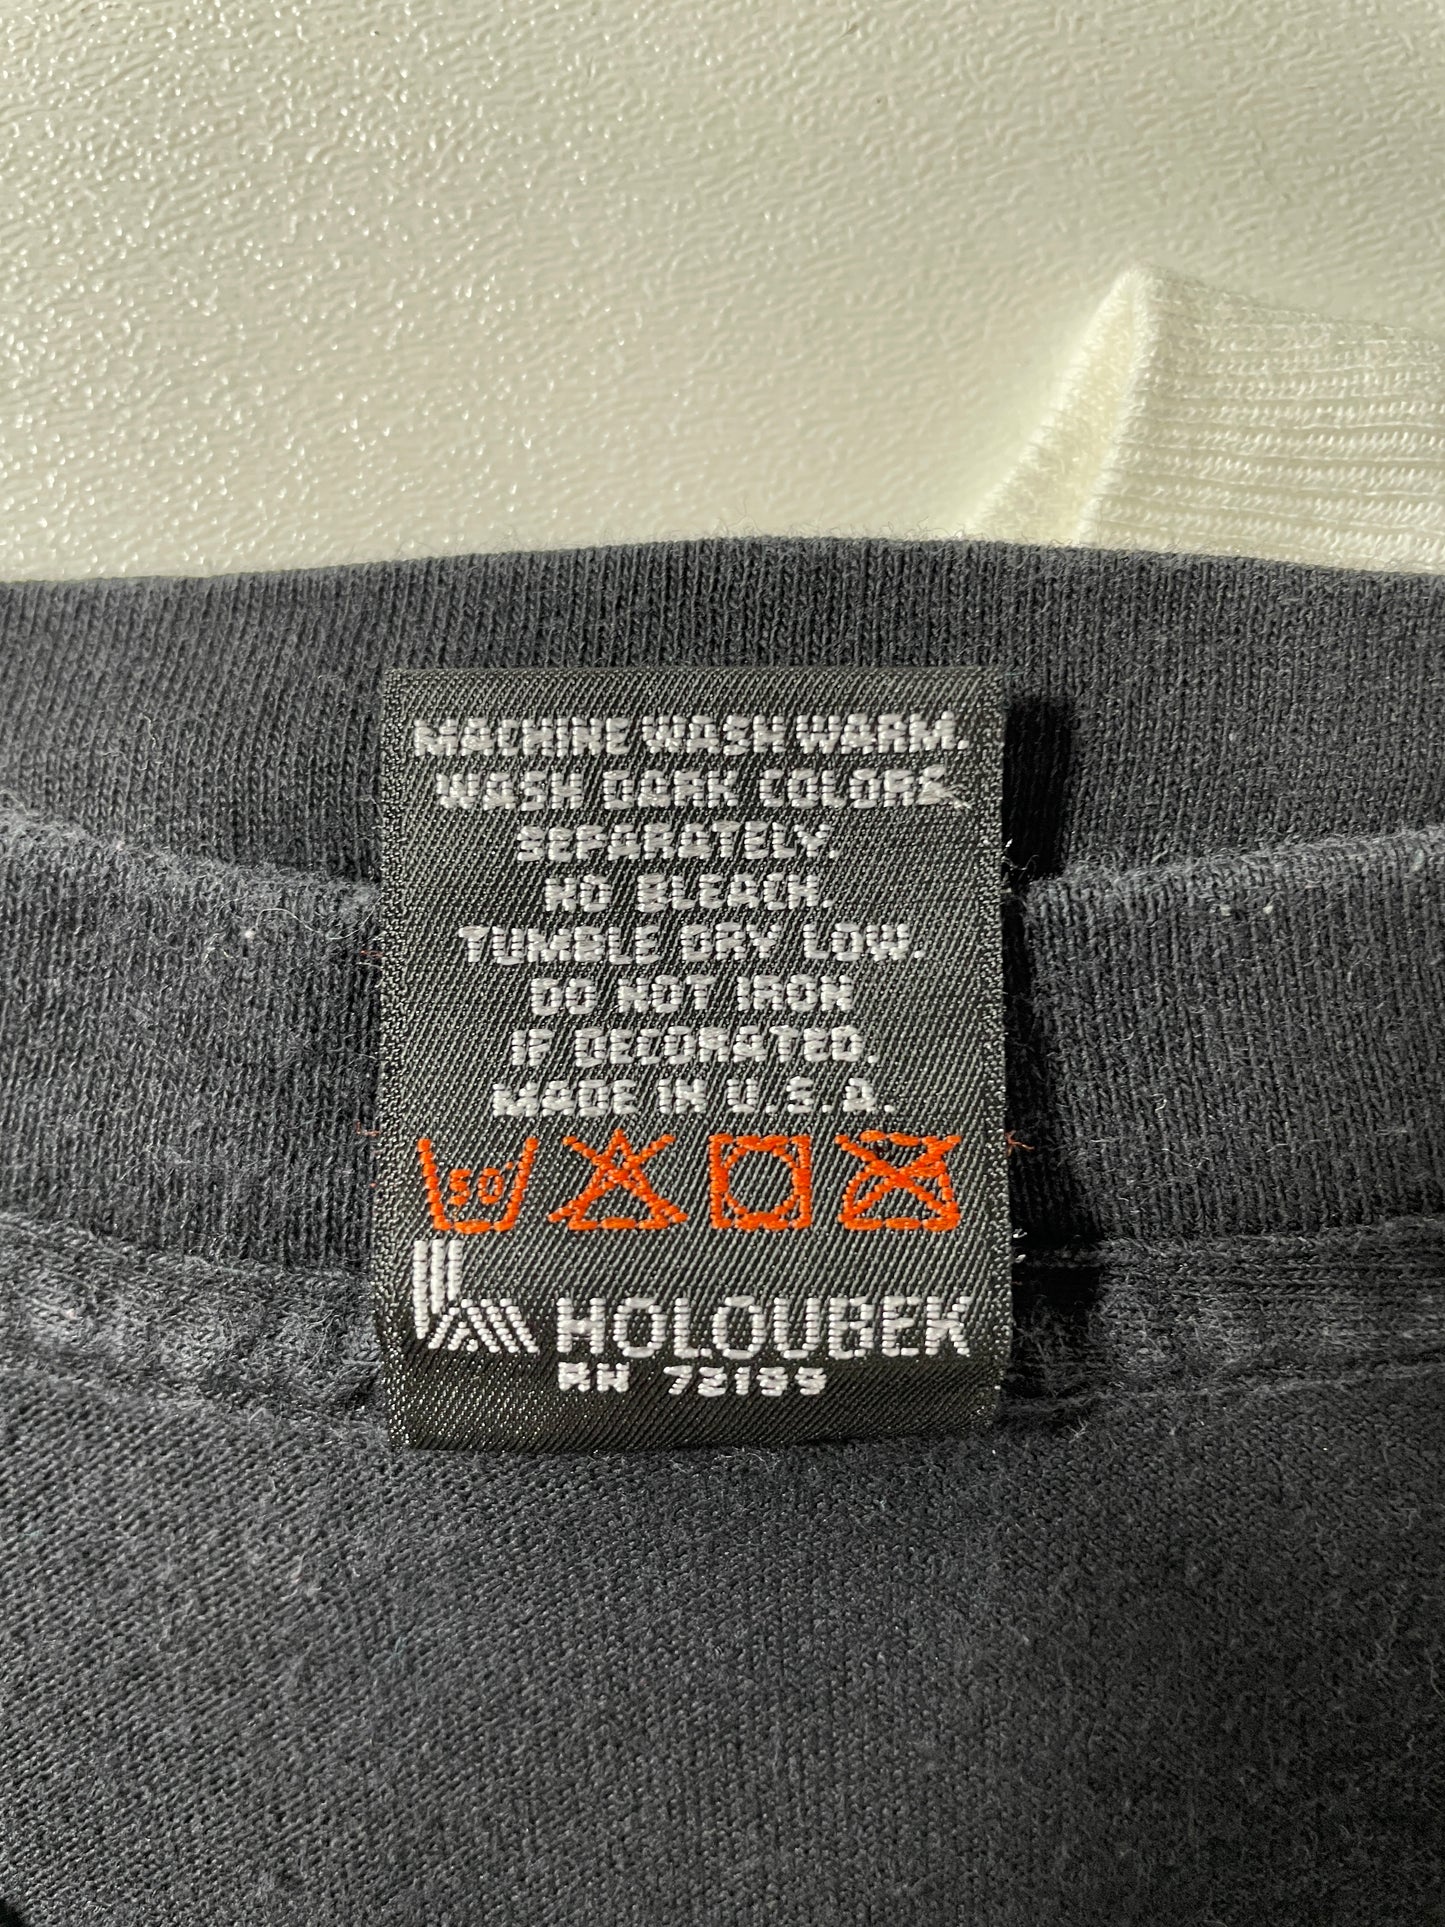 MACHINE WASH WARM.
WASH DARK COLORS
SEPARATELY.
NO BLEACH.
TUMBLE DRY LOW.
DO NOT IRON
IF DECORATED.
MADE IN U.S.A.
50°
HOLOUBEK
RN 72155